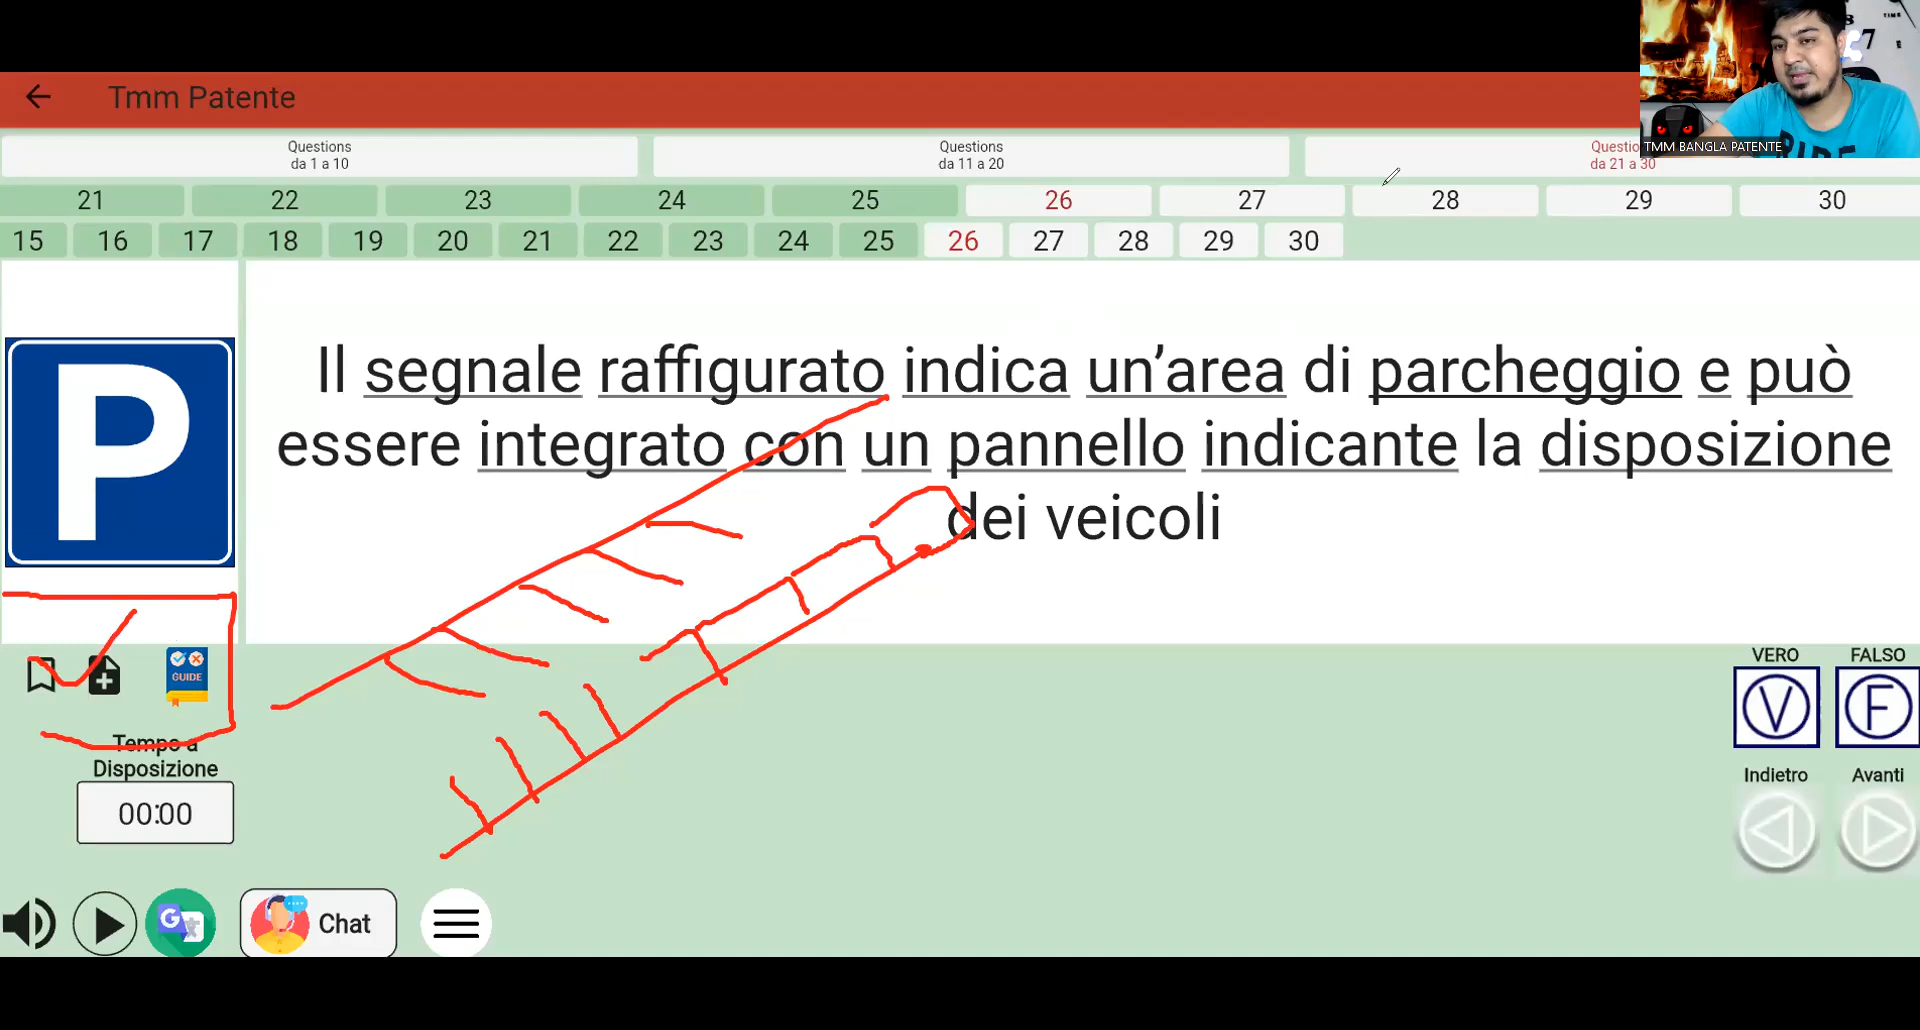 Tmm Patente
Questions
da 1 a 10
Questions
da 11 a 20
da 21 a 30
TMM BANGLA PATENTE
21 22 23 24 25 26 27 28 29 30
15 16 17 18 19 20 21 22 23 24 25 26 27 28 29 30
P
Il segnale raffigurato indica un’area di parcheggio e può
essere integrato con un pannello indicante la disposizione
dei veicoli
GUIDE
VERO FALSO
V F
Tempo a
Disposizione
00:00
Indietro Avanti
G
Chat